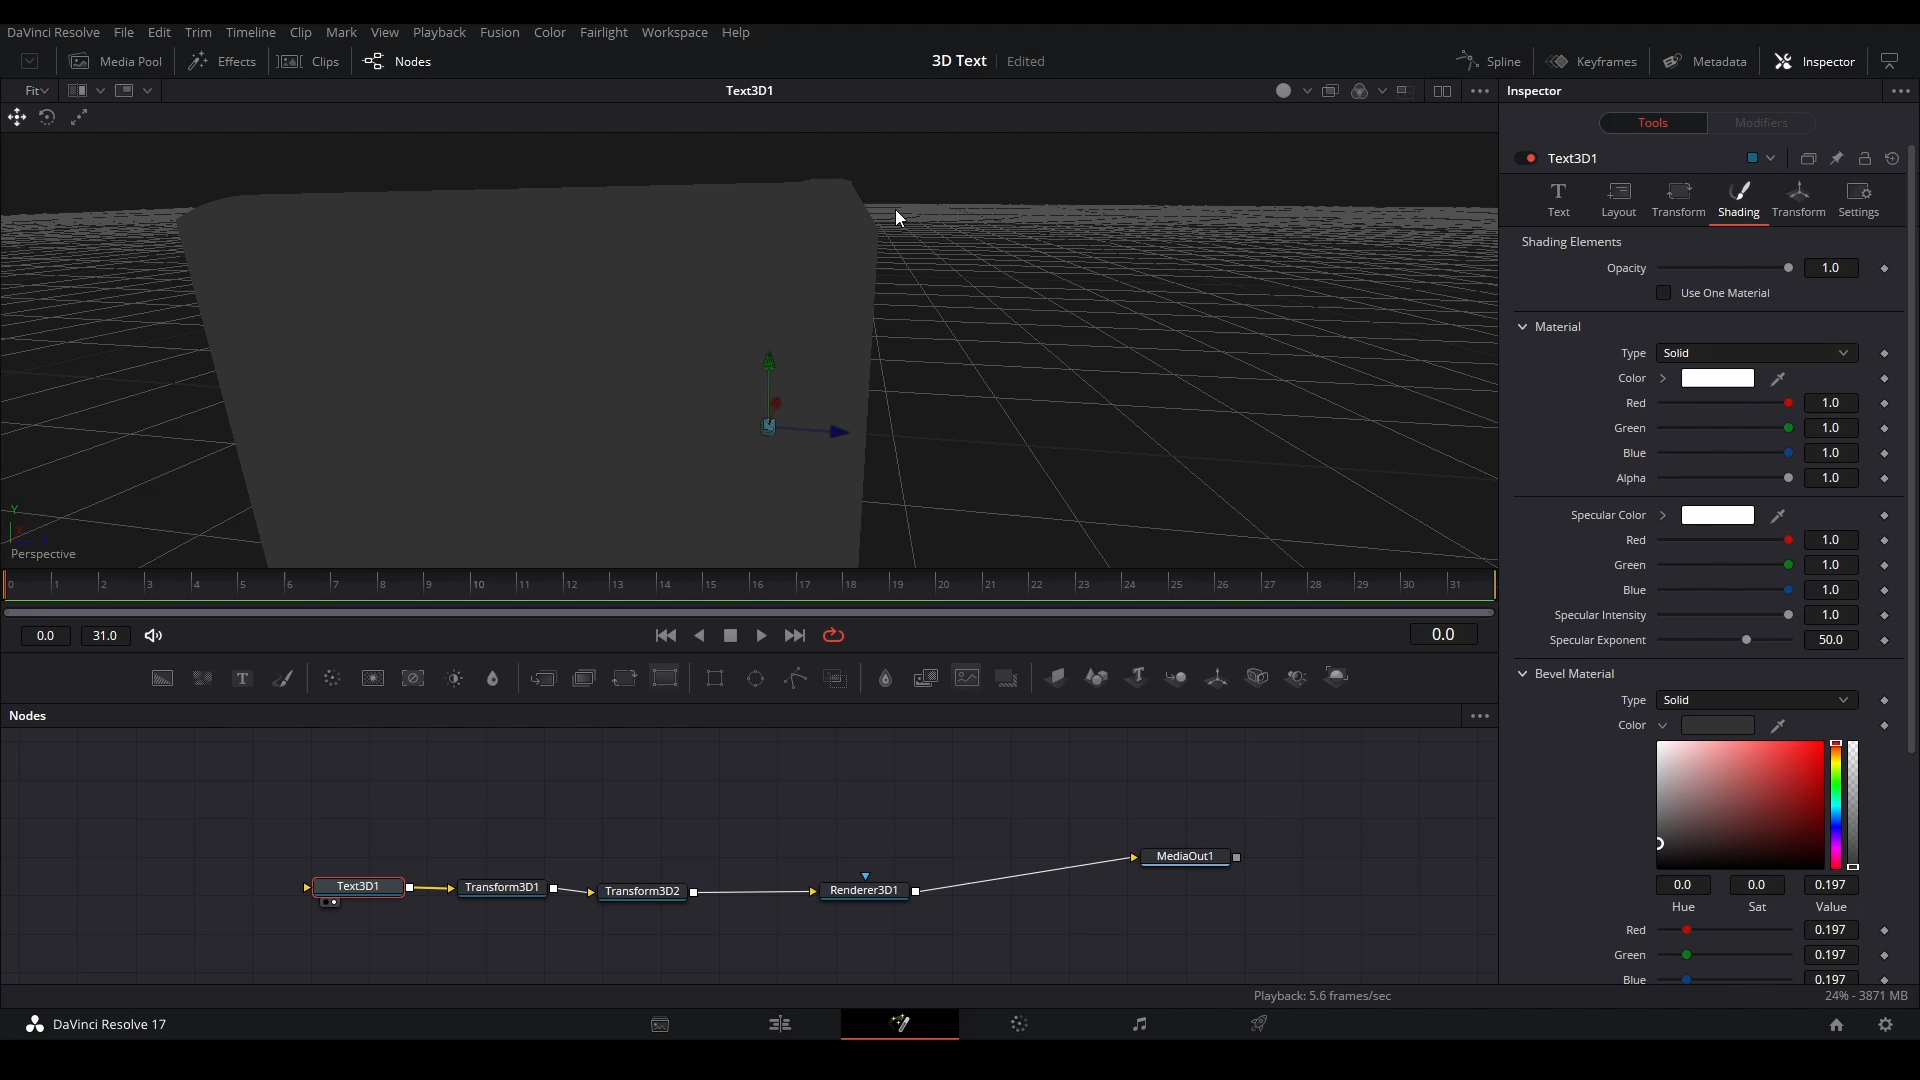 DaVinci Resolve File Edit Trim Timeline Clip Mark View Playback Fusion Color Fairlight Workspace Help
Media Pool Effects Clips Nodes 3D Text Edited Spline Keyframes Metadata Inspector
Fit Text3D1 Inspector
Tools Modifiers
Text3D1
Text Layout Transform Shading Transform Settings
Shading Elements
Opacity 1.0
Use One Material
Material
Type Solid
Color
Red 1.0
Green 1.0
Blue 1.0
Alpha 1.0
Specular Color
Red 1.0
Green 1.0
Blue 1.0
Specular Intensity 1.0
Specular Exponent 50.0
Bevel Material
Type Solid
Color
0.0 0.0 0.197
Hue Sat Value
Red 0.197
Green 0.197
Blue 0.197
Y
X
Perspective
0 1 2 3 4 5 6 7 8 9 10 11 12 13 14 15 16 17 18 19 20 21 22 23 24 25 26 27 28 29 30 31
0.0 31.0 0.0
Nodes
Text3D1 Transform3D1 Transform3D2 Renderer3D1 MediaOut1
Playback: 5.6 frames/sec 24% - 3871 MB
DaVinci Resolve 17